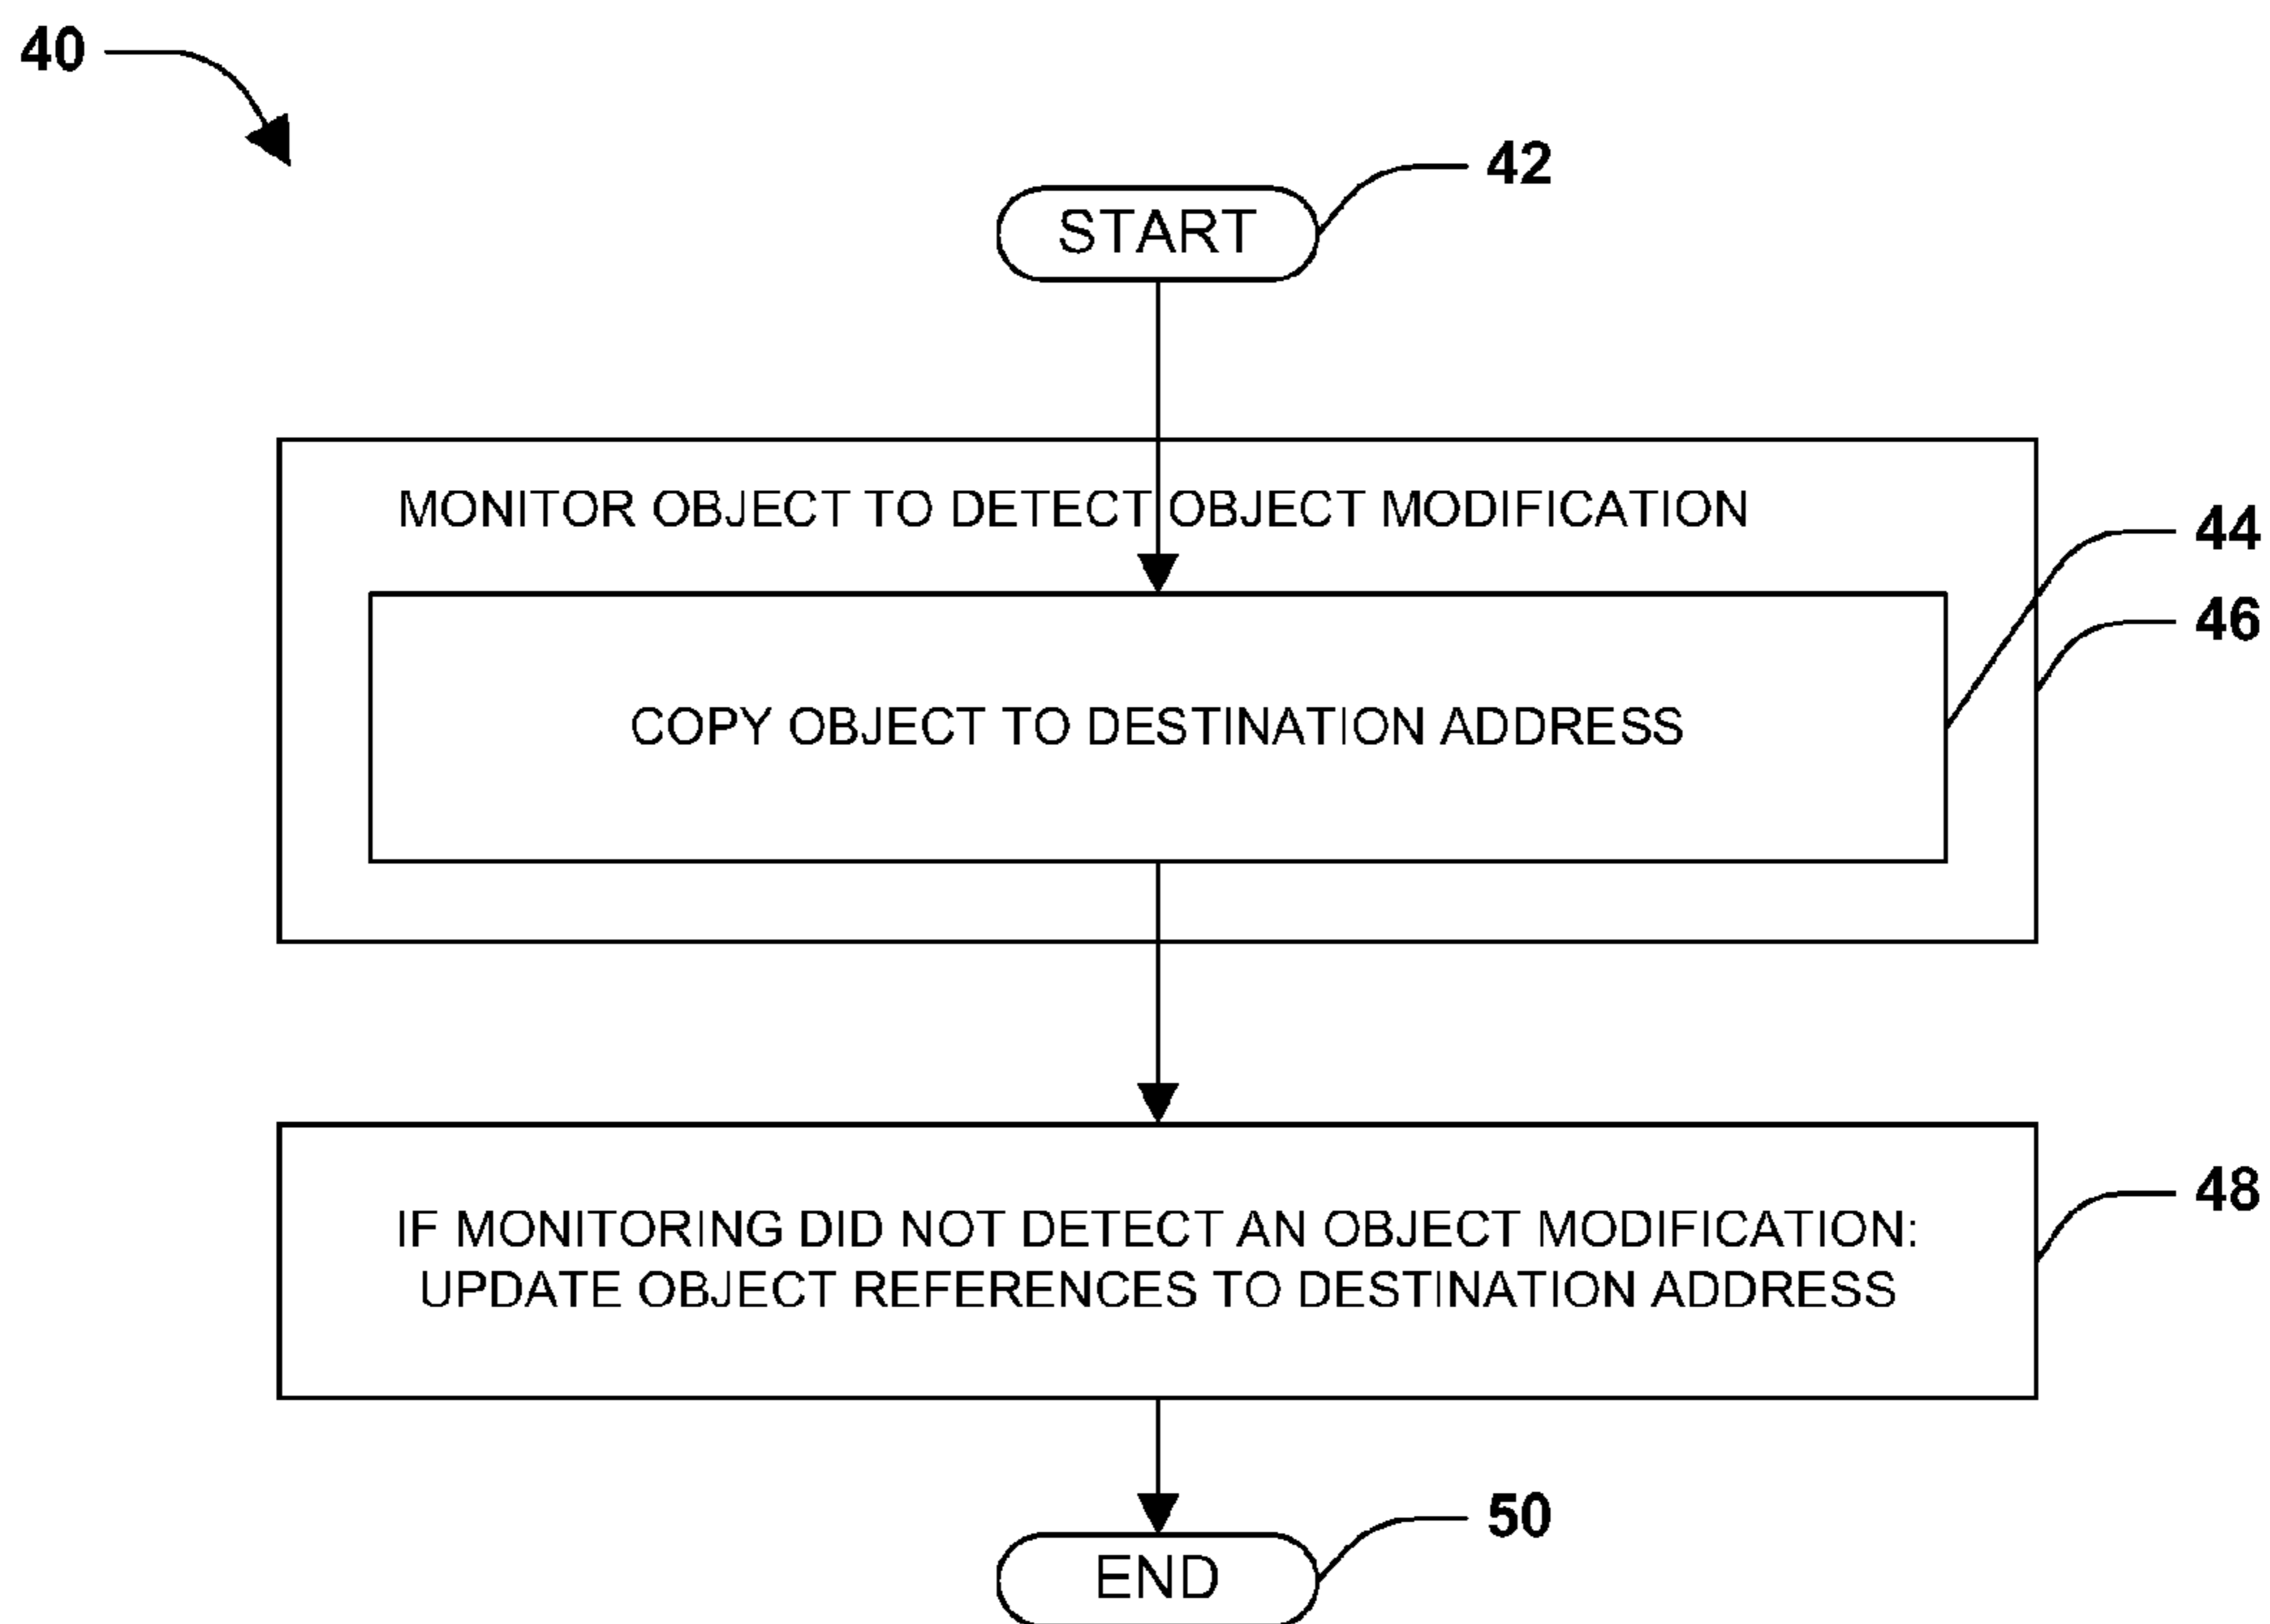 40
42
START
MONITOR OBJECT TO DETECT OBJECT MODIFICATION
44
46
COPY OBJECT TO DESTINATION ADDRESS
48
IF MONITORING DID NOT DETECT AN OBJECT MODIFICATION:
UPDATE OBJECT REFERENCES TO DESTINATION ADDRESS
50
END